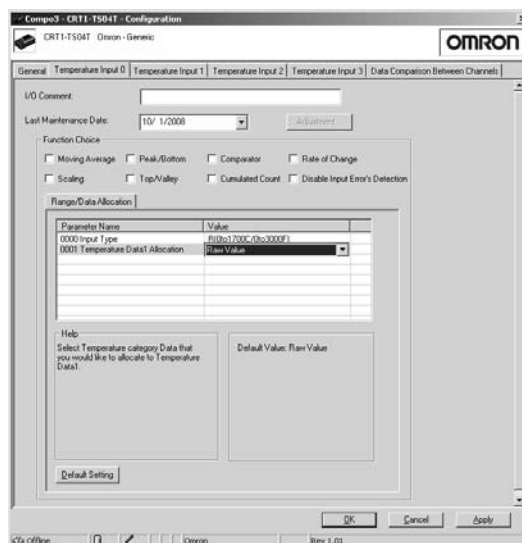 Compo3 - CRT1-TS04T - Configuration
CRT1-TS04T Omron - Generic
OMRON
General
Temperature Input 0
Temperature Input 1
Temperature Input 2
Temperature Input 3
Data Comparison Between Channels
I/O Comment:
Last Maintenance Date: 10/ 1/2008 Adjustment...
Function Choice
Moving Average Peak/Bottom Comparator Rate of Change
Scaling Top/Valley Cumulated Count Disable Input Error's Detection
Range/Data Allocation
Parameter Name Value
0000 Input Type R(0to1700C/0to3000F)
0001 Temperature Data1 Allocation Raw Value
Help
Select Temperature category Data that
you would like to allocate to Temperature
Data1.
Default Value: Raw Value
Default Setting
OK Cancel Apply
Offline Omron Rev 1.01